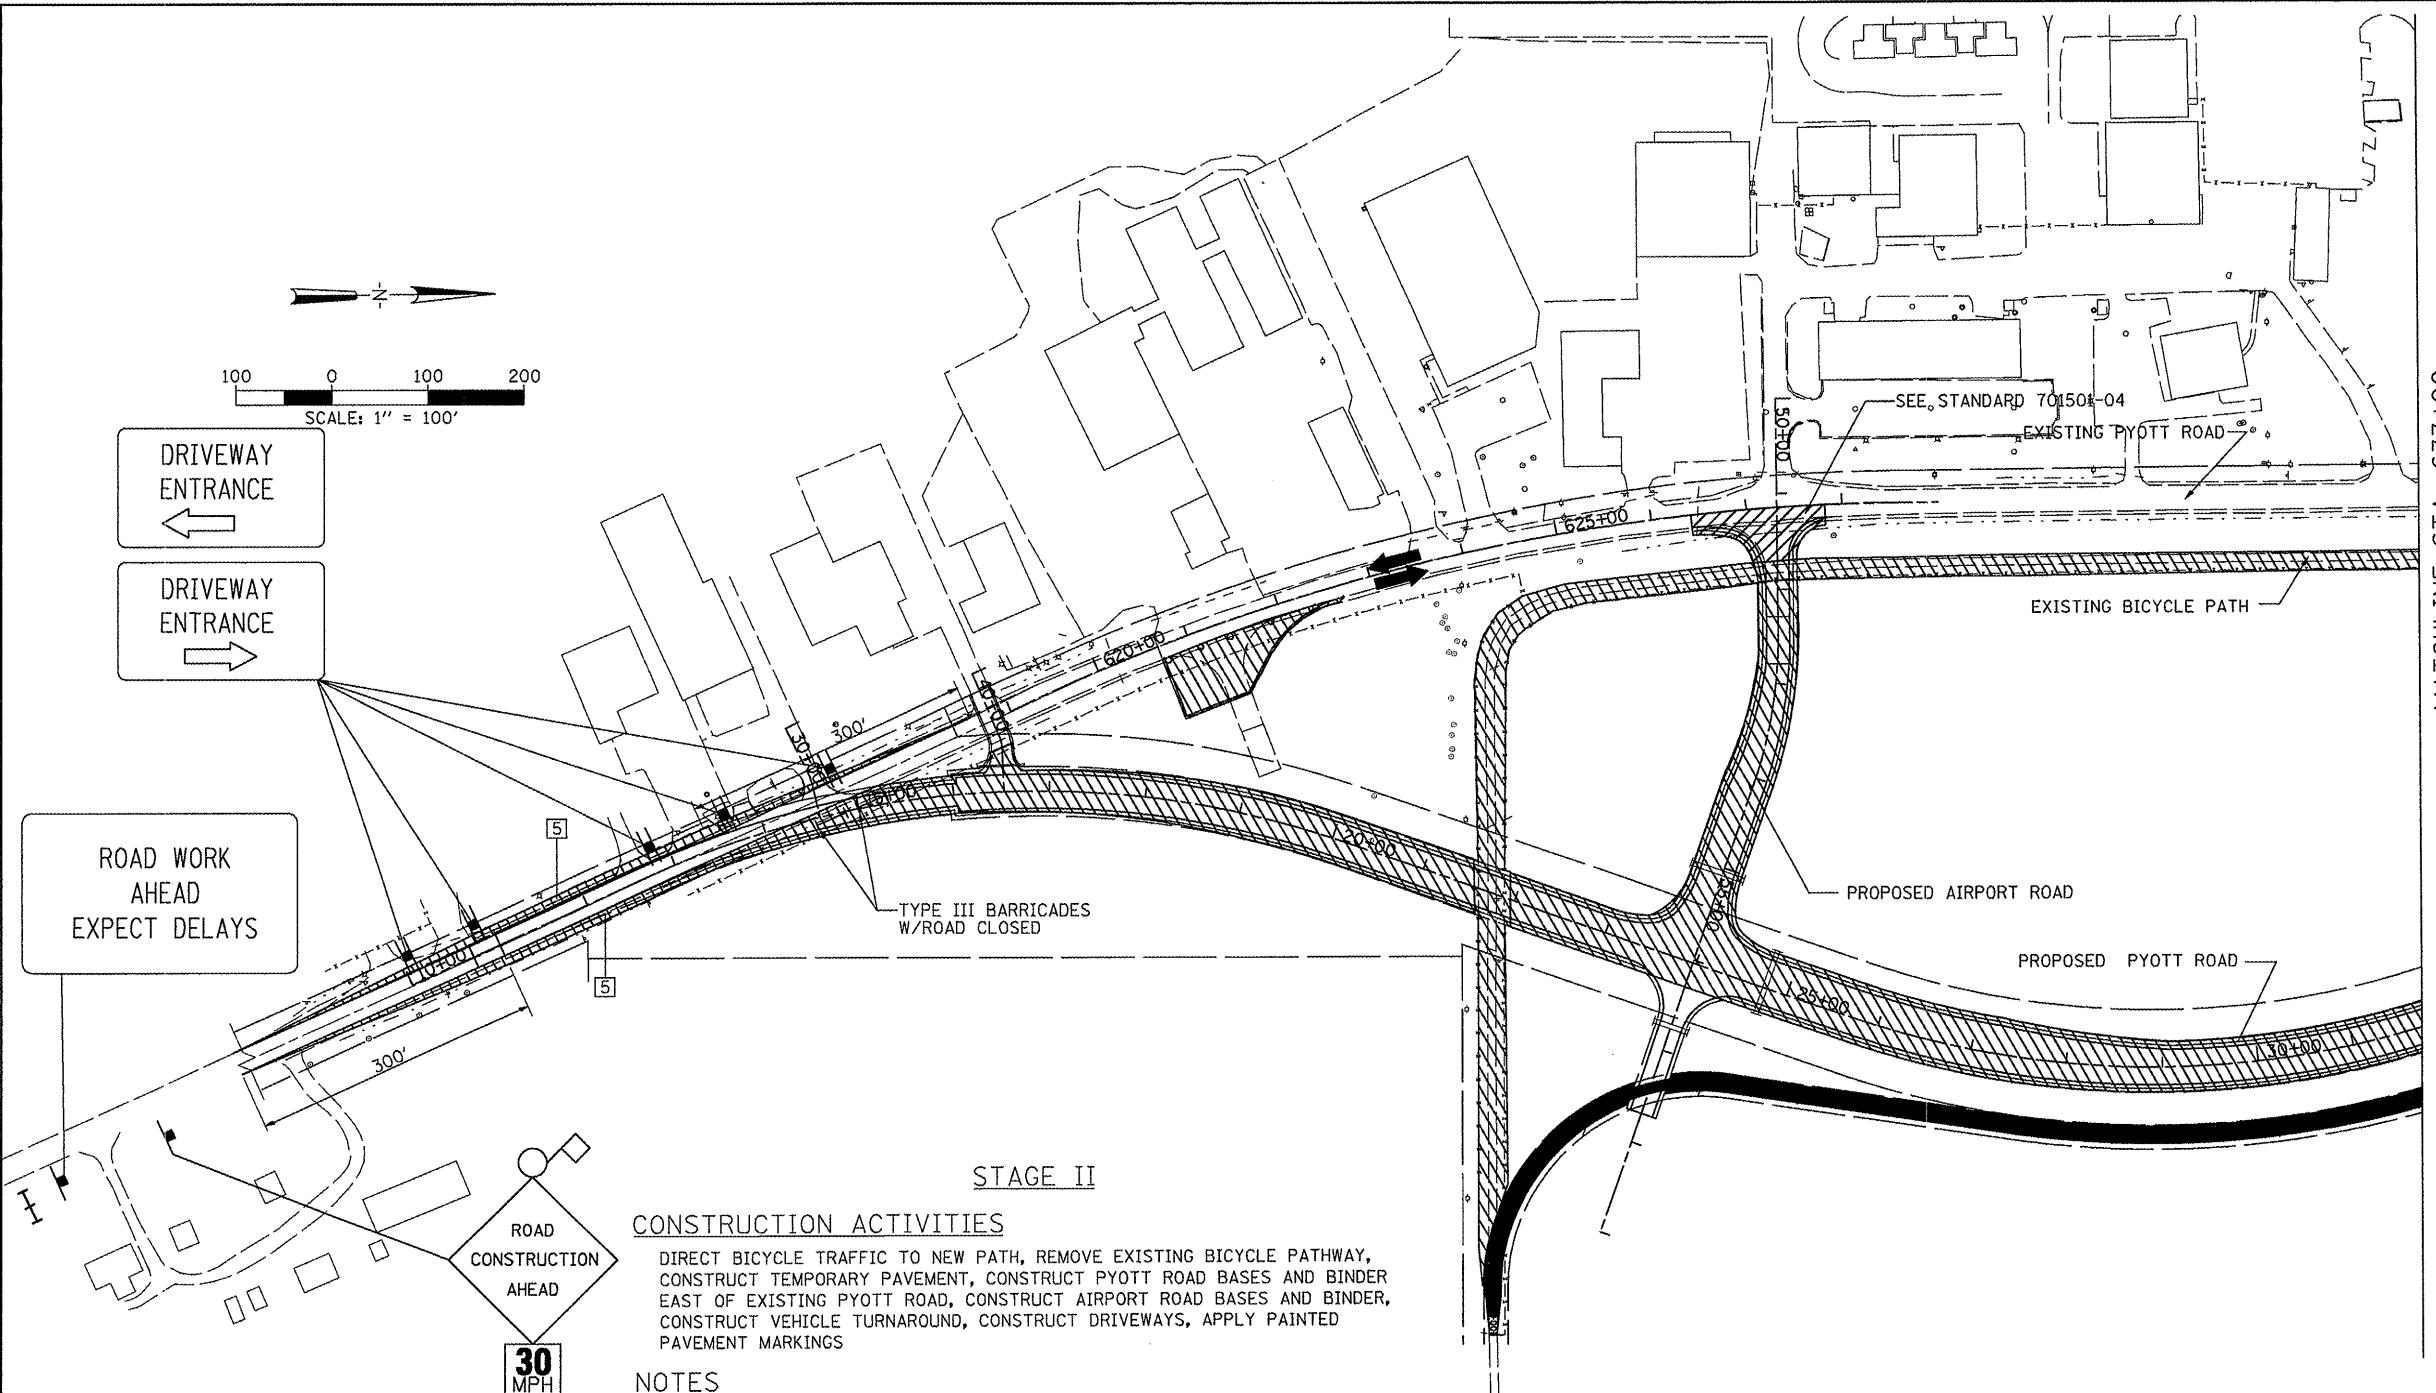 N
100 0 100 200
SCALE: 1" = 100'
DRIVEWAY
ENTRANCE
DRIVEWAY
ENTRANCE
ROAD WORK
AHEAD
EXPECT DELAYS
SEE STANDARD 701501-04
50+00
EXISTING PYOTT ROAD
625+00
EXISTING BICYCLE PATH
620+00
40+00
300'
15+00
5
TYPE III BARRICADES
W/ROAD CLOSED
20+00
55+00
PROPOSED AIRPORT ROAD
10+00
5
PROPOSED PYOTT ROAD
25+00
30+00
300'
STAGE II
ROAD
CONSTRUCTION
AHEAD
30
MPH
CONSTRUCTION ACTIVITIES
DIRECT BICYCLE TRAFFIC TO NEW PATH, REMOVE EXISTING BICYCLE PATHWAY,
CONSTRUCT TEMPORARY PAVEMENT, CONSTRUCT PYOTT ROAD BASES AND BINDER
EAST OF EXISTING PYOTT ROAD, CONSTRUCT AIRPORT ROAD BASES AND BINDER,
CONSTRUCT VEHICLE TURNAROUND, CONSTRUCT DRIVEWAYS, APPLY PAINTED
PAVEMENT MARKINGS
NOTES